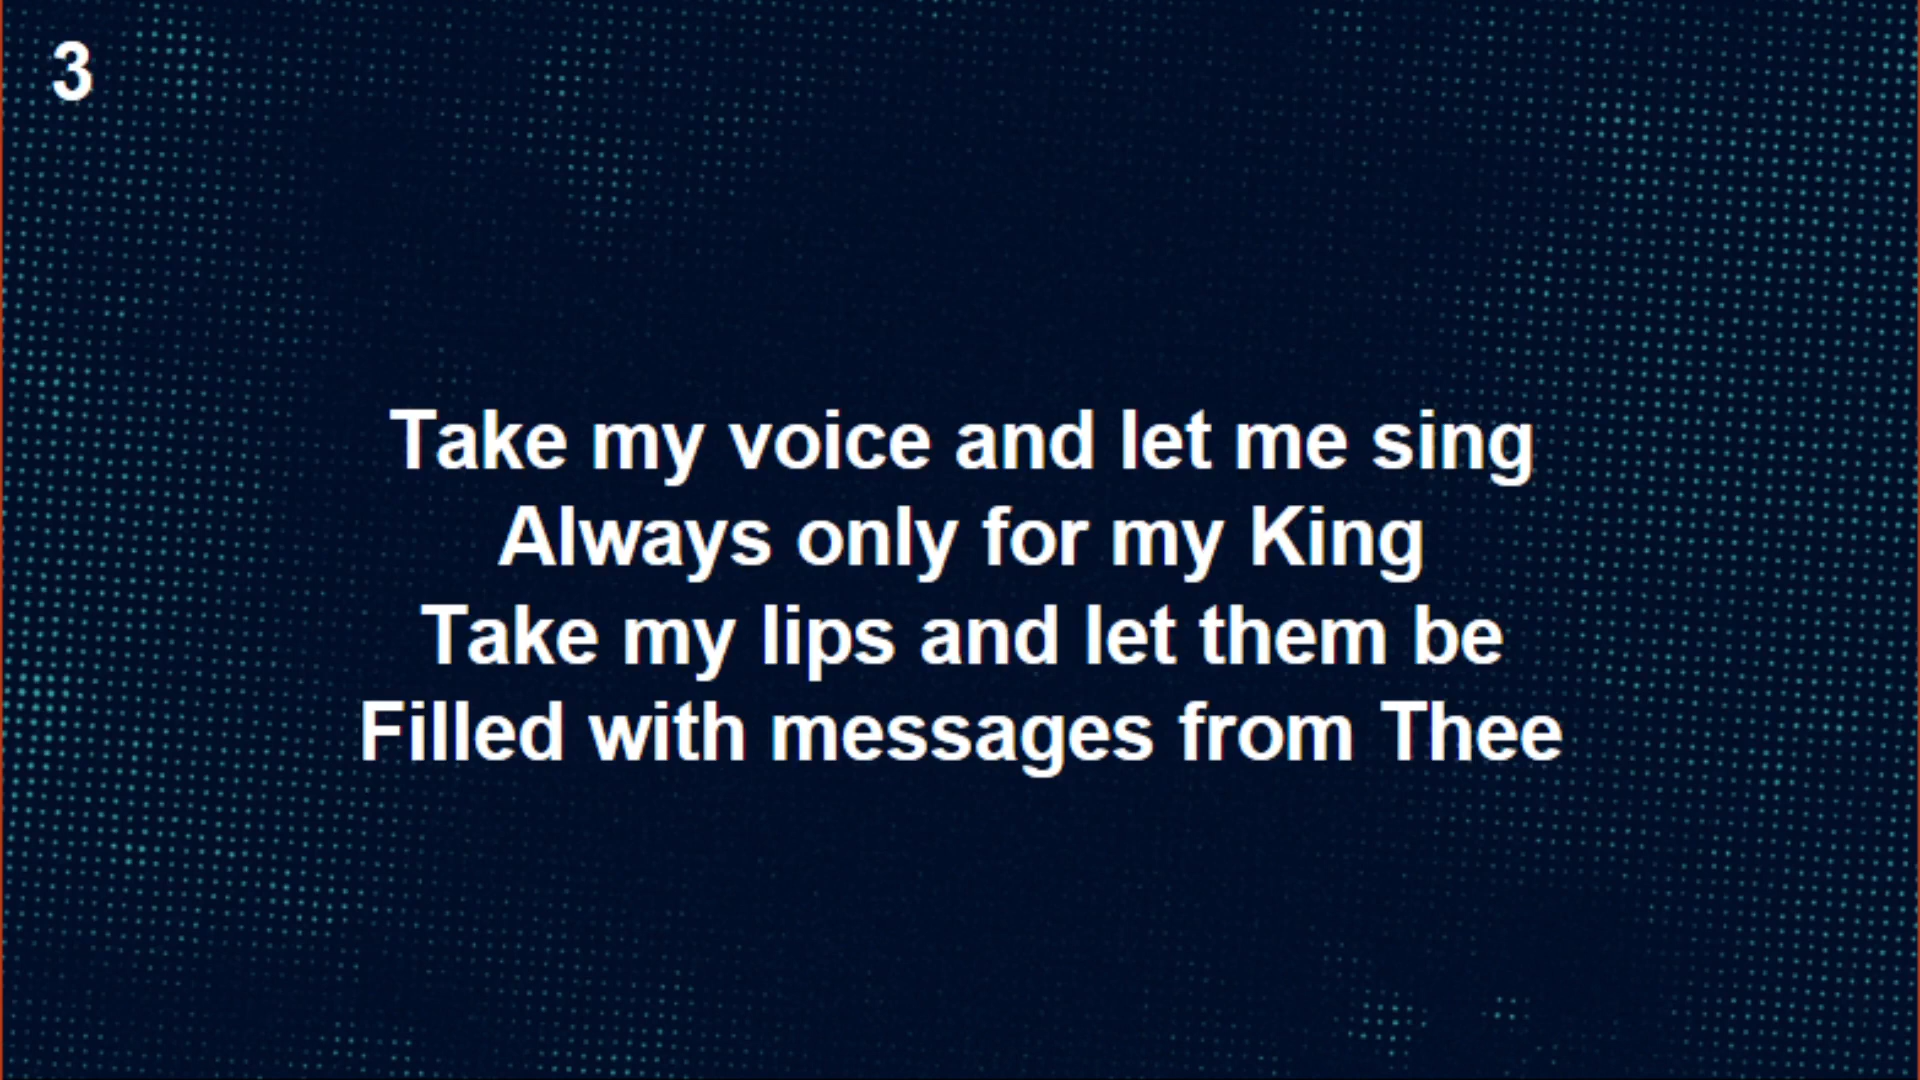 3
Take my voice and let me sing
Always only for my King
Take my lips and let them be
Filled with messages from Thee